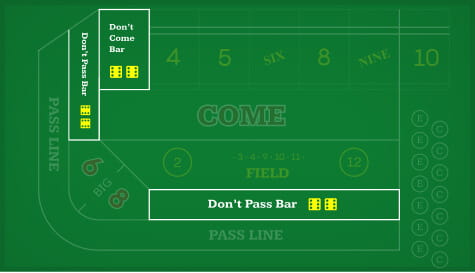 Don't
Come
Bar
Don't Pass Bar
4
5
SIX
8
NINE
10
COME
PASS LINE
2
· 3 · 4 · 9 · 10 · 11 ·
FIELD
12
6
BIG
8
Don't Pass Bar
PASS LINE
E
C
E
C
E
C
E
C
E
C
E
C
E
C